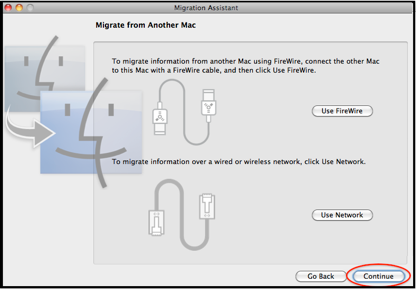 Migration Assistant
Migrate from Another Mac
To migrate information from another Mac using FireWire, connect the other Mac
to this Mac with a FireWire cable, and then click Use FireWire.
Use FireWire
To migrate information over a wired or wireless network, click Use Network.
Use Network
Go Back
Continue